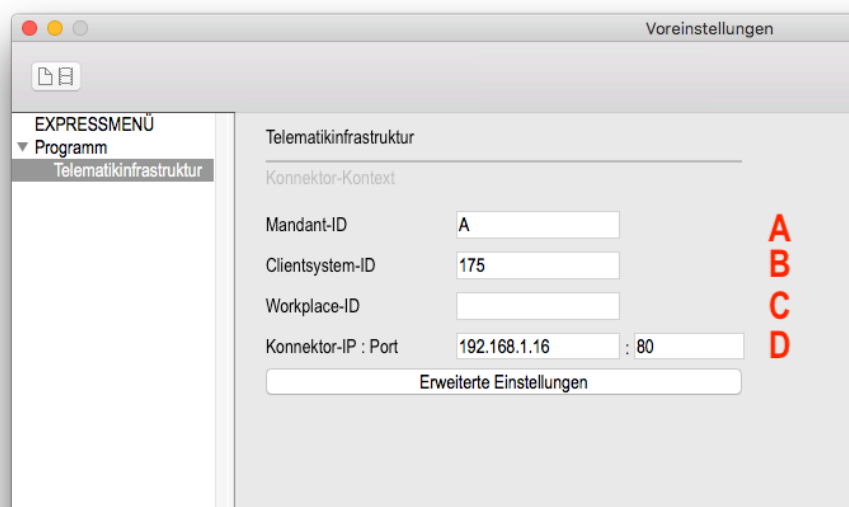 Voreinstellungen
EXPRESSMENÜ
Programm
Telematikinfrastruktur
Telematikinfrastruktur
Konnektor-Kontext
Mandant-ID A A
Clientsystem-ID 175 B
Workplace-ID C
Konnektor-IP : Port 192.168.1.16 : 80 D
Erweiterte Einstellungen